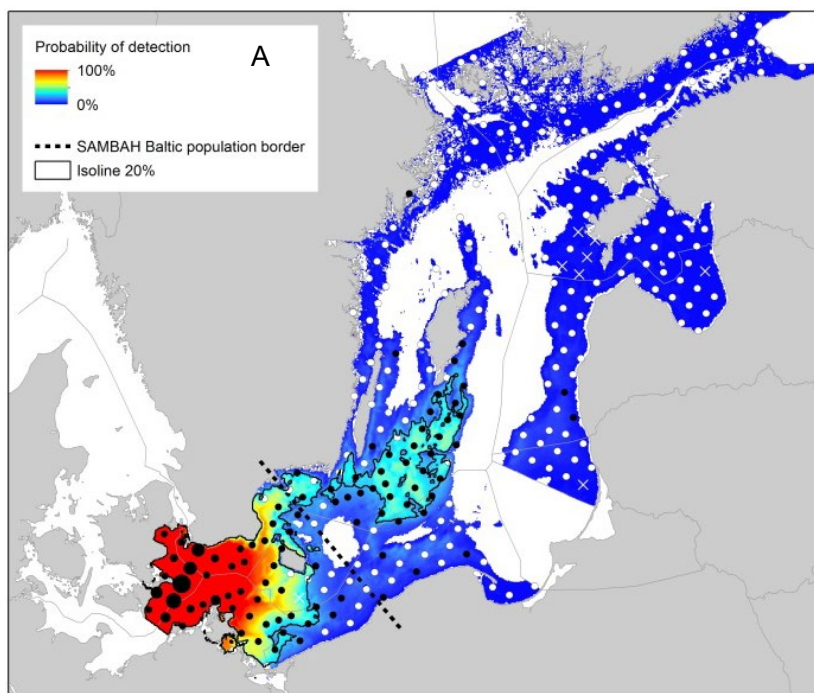 Probability of detection
A
100%
0%
SAMBAH Baltic population border
Isoline 20%